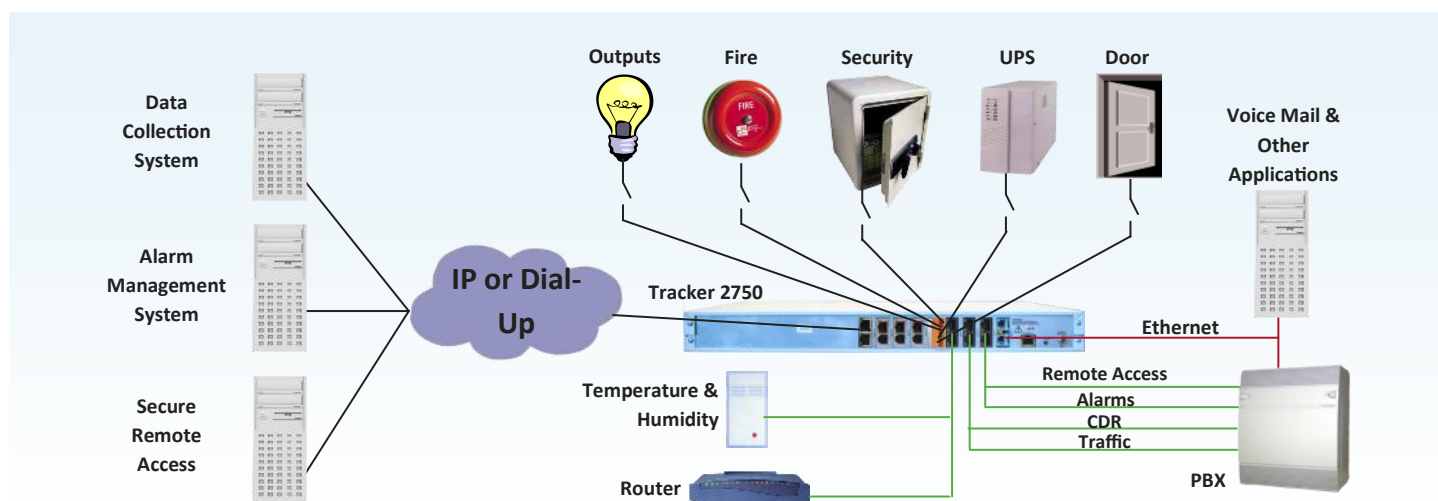 Outputs
Fire
Security
UPS
Door
Data
Collection
System
Voice Mail &
Other
Applications
Alarm
Management
System
IP or Dial-
Up
Tracker 2750
Ethernet
Secure
Remote
Access
Temperature &
Humidity
Router
Remote Access
Alarms
CDR
Traffic
PBX
FIRE